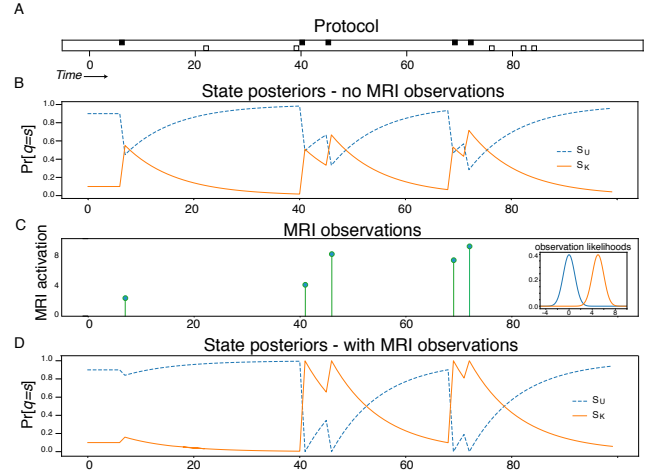 A
Protocol
0 20 40 60 80
Time
B
State posteriors - no MRI observations
Pr[q=s]
1.0
0.8
0.6
0.4
0.2
0.0
S U
S K
0 20 40 60 80
C
MRI observations
MRI activation
8
4
0
observation likelihoods
0.4
0.2
0.0
-4 0 4 8
0 20 40 60 80
D
State posteriors - with MRI observations
Pr[q=s]
1.0
0.8
0.6
0.4
0.2
0.0
S U
S K
0 20 40 60 80